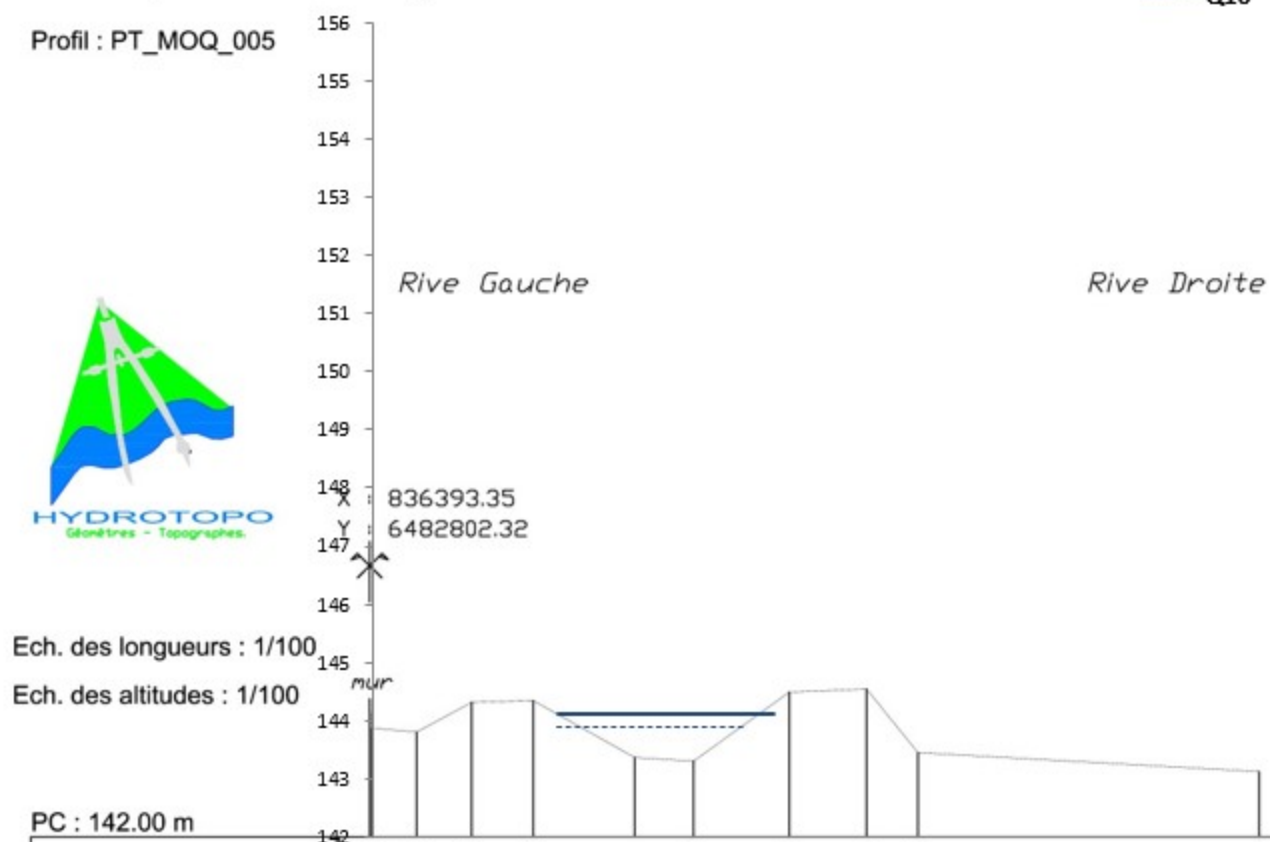 Profil : PT_MOQ_005
156
155
154
153
152
Rive Gauche
Rive Droite
151
150
149
148
X : 836393.35
Y : 6482802.32
147
HYDROTOPO
Géomètres - Topographes.
146
Ech. des longueurs : 1/100
145
mur
Ech. des altitudes : 1/100
144
143
PC : 142.00 m
142